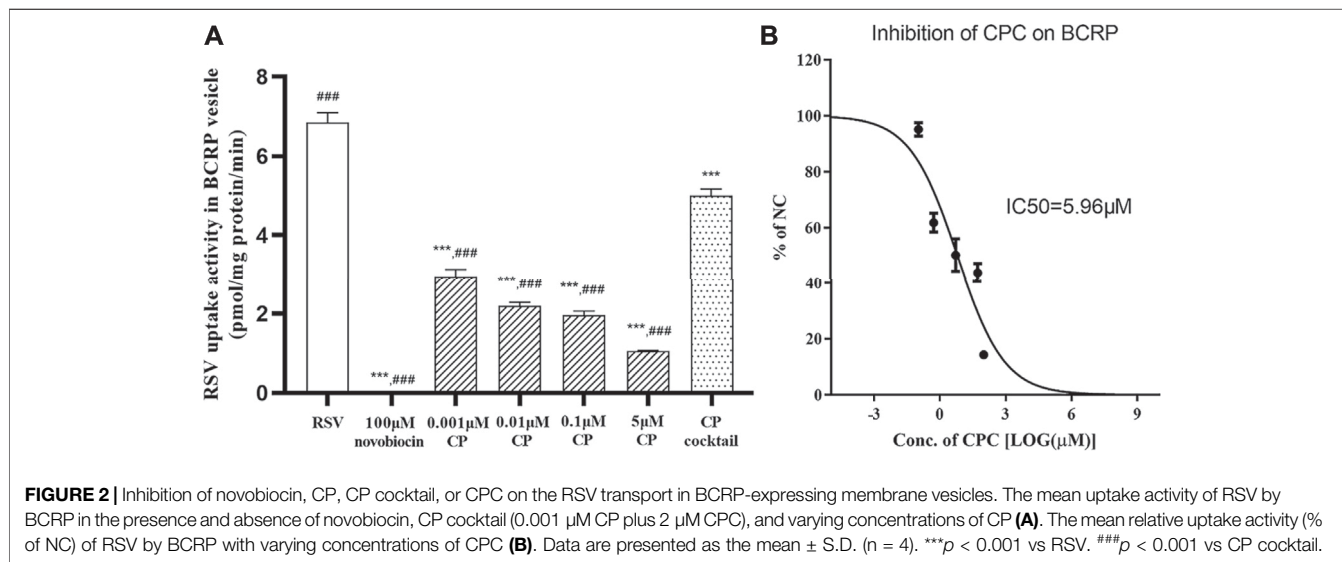 A
RSV uptake activity in BCRP vesicle
(pmol/mg protein/min)
8
6
4
2
0
###
***,###
***,###
***,###
***,###
***,###
***
RSV
100µM
novobiocin
0.001µM
CP
0.01µM
CP
0.1µM
CP
5µM
CP
CP
cocktail
B
Inhibition of CPC on BCRP
% of NC
120
100
80
60
40
20
0
IC50=5.96µM
-3
0
3
6
9
Conc. of CPC [LOG(µM)]
FIGURE 2 | Inhibition of novobiocin, CP, CP cocktail, or CPC on the RSV transport in BCRP-expressing membrane vesicles. The mean uptake activity of RSV by
BCRP in the presence and absence of novobiocin, CP cocktail (0.001 µM CP plus 2 µM CPC), and varying concentrations of CP (A). The mean relative uptake activity (%
of NC) of RSV by BCRP with varying concentrations of CPC (B). Data are presented as the mean ± S.D. (n = 4). ***p < 0.001 vs RSV. ###p < 0.001 vs CP cocktail.